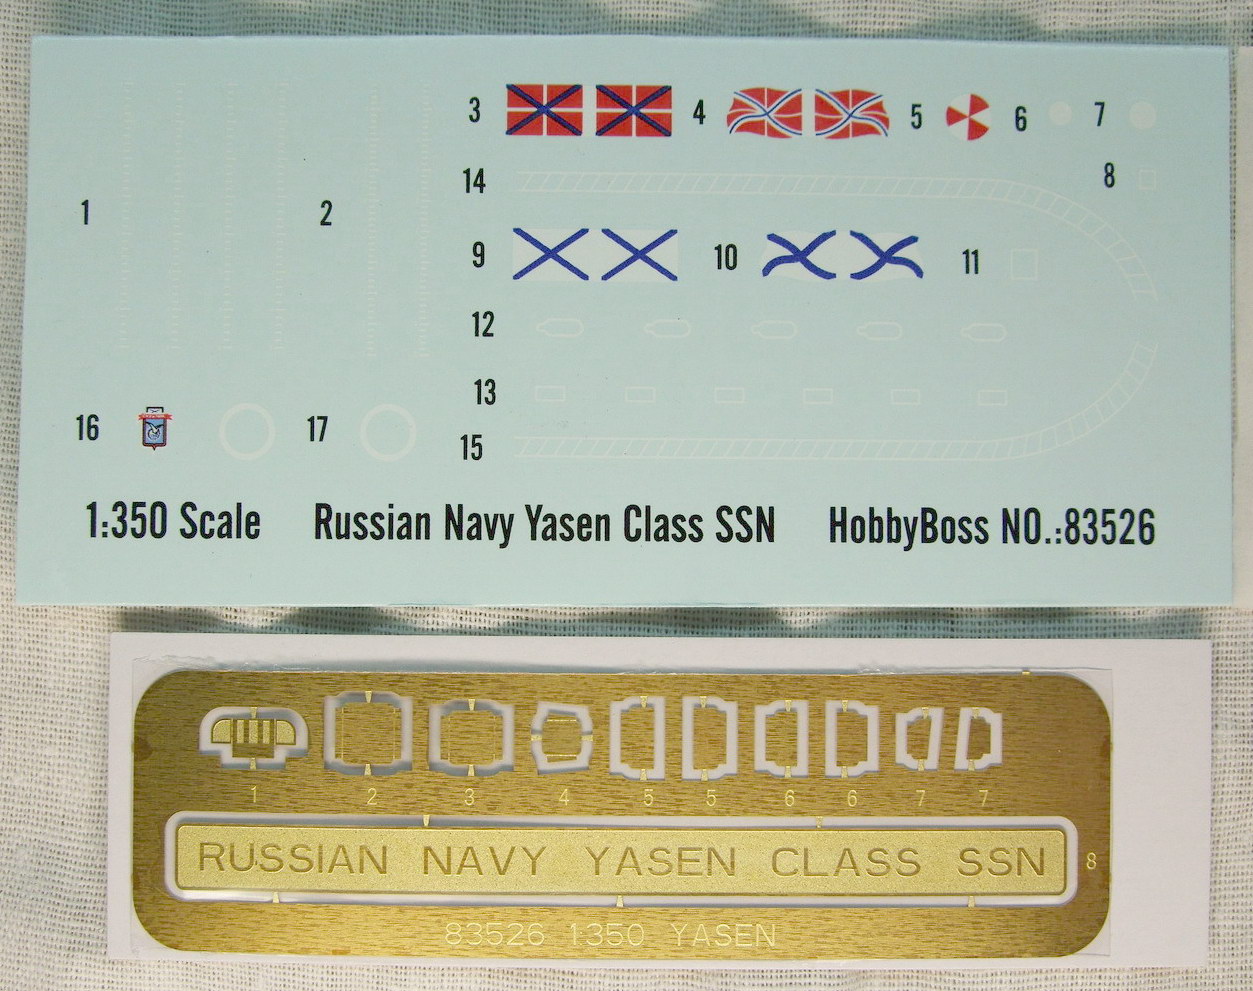 3 4 5 6 7
14 8
1 2
9 10 11
12
13
16 17
15
1:350 Scale Russian Navy Yasen Class SSN HobbyBoss NO.:83526
1 2 3 4 5 5 6 6 7 7
RUSSIAN NAVY YASEN CLASS SSN 8
83526 1350 YASEN